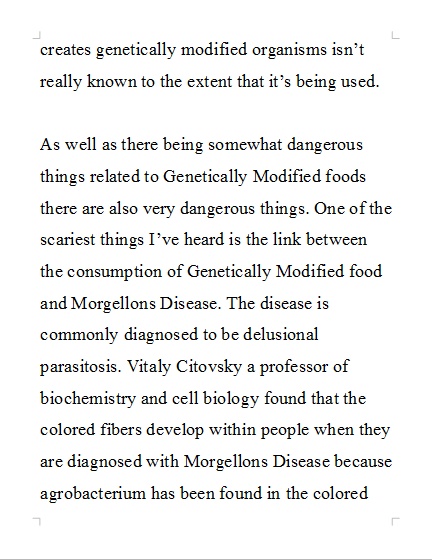 creates genetically modified organisms isn’t
really known to the extent that it’s being used.
As well as there being somewhat dangerous
things related to Genetically Modified foods
there are also very dangerous things. One of the
scariest things I’ve heard is the link between
the consumption of Genetically Modified food
and Morgellons Disease. The disease is
commonly diagnosed to be delusional
parasitosis. Vitaly Citovsky a professor of
biochemistry and cell biology found that the
colored fibers develop within people when they
are diagnosed with Morgellons Disease because
agrobacterium has been found in the colored